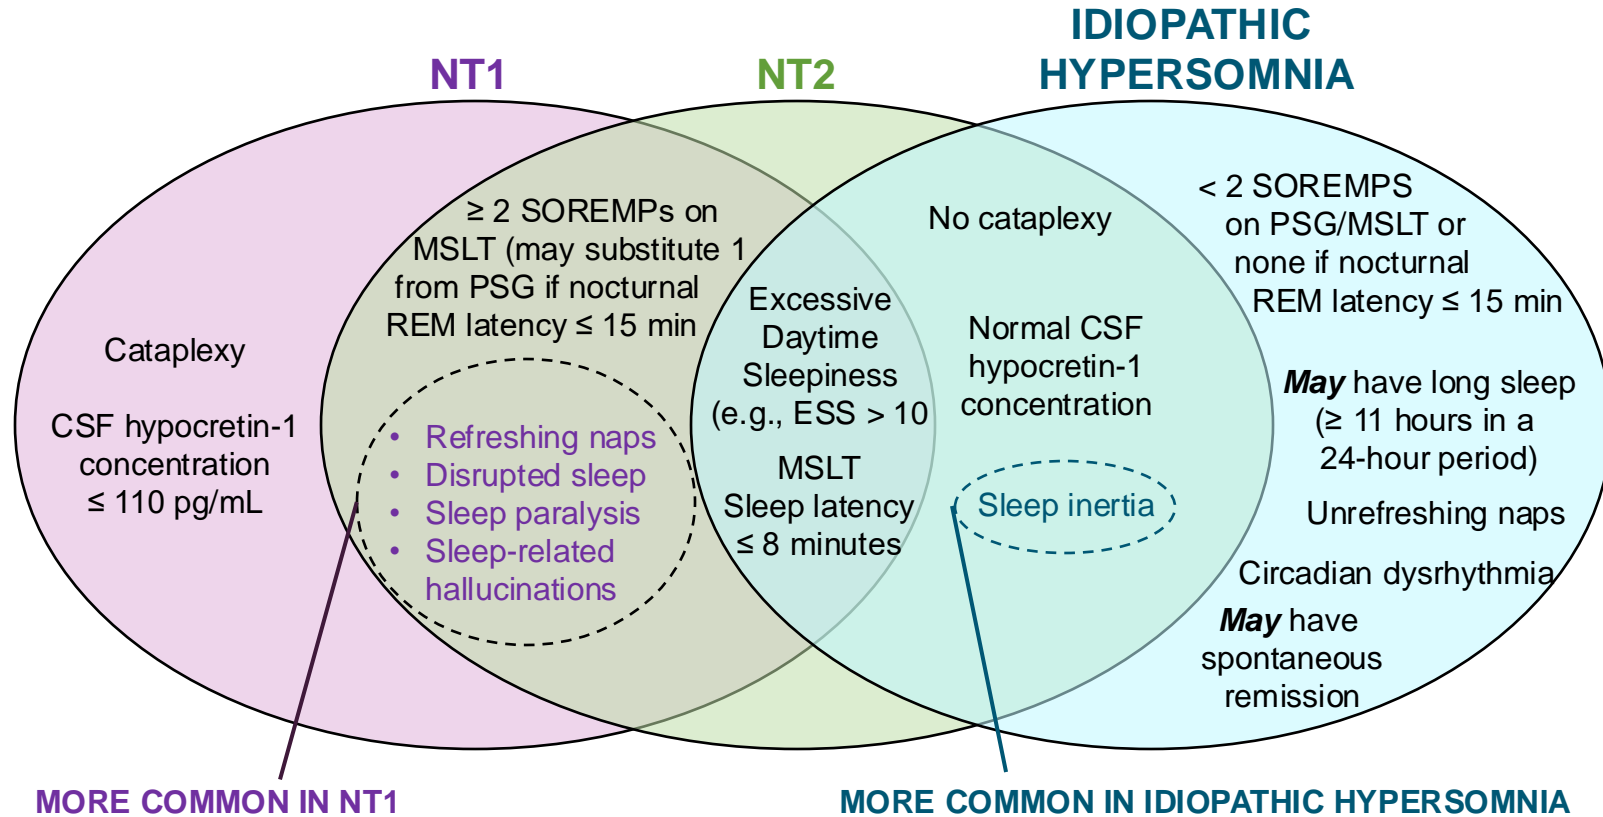 NT1
NT2
IDIOPATHIC
HYPERSOMNIA
Cataplexy
CSF hypocretin-1
concentration
≤ 110 pg/mL
≥ 2 SOREMPs on
MSLT (may substitute 1
from PSG if nocturnal
REM latency ≤ 15 min
• Refreshing naps
• Disrupted sleep
• Sleep paralysis
• Sleep-related
hallucinations
Excessive
Daytime
Sleepiness
(e.g., ESS > 10
MSLT
Sleep latency
≤ 8 minutes
No cataplexy
Normal CSF
hypocretin-1
concentration
Sleep inertia
< 2 SOREMPS
on PSG/MSLT or
none if nocturnal
REM latency ≤ 15 min
May have long sleep
(≥ 11 hours in a
24-hour period)
Unrefreshing naps
Circadian dysrhythmia
May have
spontaneous
remission
MORE COMMON IN NT1
MORE COMMON IN IDIOPATHIC HYPERSOMNIA